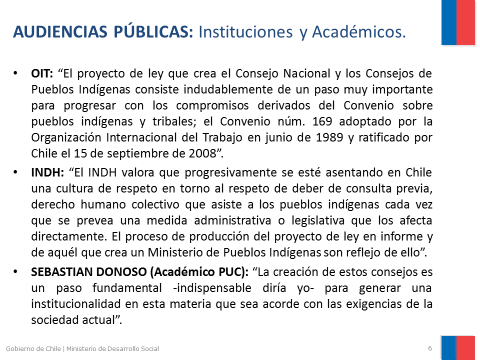 AUDIENCIAS PÚBLICAS: Instituciones y Académicos.
• OIT: “El proyecto de ley que crea el Consejo Nacional y los Consejos de
Pueblos Indígenas consiste indudablemente de un paso muy importante
para progresar con los compromisos derivados del Convenio sobre
pueblos indígenas y tribales; el Convenio núm. 169 adoptado por la
Organización Internacional del Trabajo en junio de 1989 y ratificado por
Chile el 15 de septiembre de 2008”.
• INDH: “El INDH valora que progresivamente se esté asentando en Chile
una cultura de respeto en torno al respeto de deber de consulta previa,
derecho humano colectivo que asiste a los pueblos indígenas cada vez
que se prevea una medida administrativa o legislativa que los afecta
directamente. El proceso de producción del proyecto de ley en informe y
de aquél que crea un Ministerio de Pueblos Indígenas son reflejo de ello”.
• SEBASTIAN DONOSO (Académico PUC): “La creación de estos consejos es
un paso fundamental -indispensable diría yo- para generar una
institucionalidad en esta materia que sea acorde con las exigencias de la
sociedad actual”.
Gobierno de Chile | Ministerio de Desarrollo Social
6